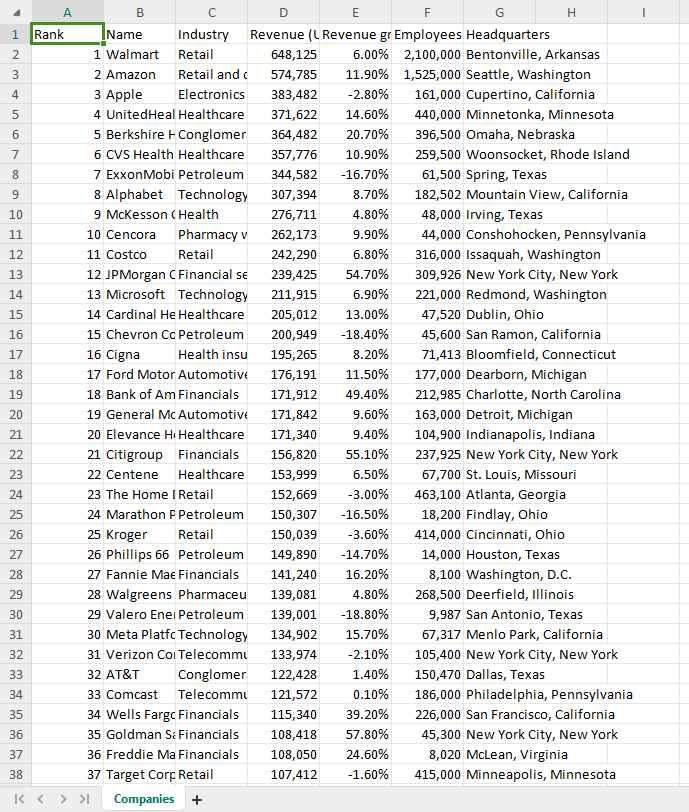 A B C D E F G H I
1 Rank Name Industry Revenue (U Revenue gr Employees Headquarters
2 1 Walmart Retail 648,125 6.00% 2,100,000 Bentonville, Arkansas
3 2 Amazon Retail and c 574,785 11.90% 1,525,000 Seattle, Washington
4 3 Apple Electronics 383,482 -2.80% 161,000 Cupertino, California
5 4 UnitedHeal Healthcare 371,622 14.60% 440,000 Minnetonka, Minnesota
6 5 Berkshire H Conglomer 364,482 20.70% 396,500 Omaha, Nebraska
7 6 CVS Health Healthcare 357,776 10.90% 259,500 Woonsocket, Rhode Island
8 7 ExxonMobi Petroleum 344,582 -16.70% 61,500 Spring, Texas
9 8 Alphabet Technology 307,394 8.70% 182,502 Mountain View, California
10 9 McKesson C Health 276,711 4.80% 48,000 Irving, Texas
11 10 Cencora Pharmacy w 262,173 9.90% 44,000 Conshohocken, Pennsylvania
12 11 Costco Retail 242,290 6.80% 316,000 Issaquah, Washington
13 12 JPMorgan C Financial se 239,425 54.70% 309,926 New York City, New York
14 13 Microsoft Technology 211,915 6.90% 221,000 Redmond, Washington
15 14 Cardinal He Healthcare 205,012 13.00% 47,520 Dublin, Ohio
16 15 Chevron Co Petroleum 200,949 -18.40% 45,600 San Ramon, California
17 16 Cigna Health insu 195,265 8.20% 71,413 Bloomfield, Connecticut
18 17 Ford Motor Automotive 176,191 11.50% 177,000 Dearborn, Michigan
19 18 Bank of Am Financials 171,912 49.40% 212,985 Charlotte, North Carolina
20 19 General Mo Automotive 171,842 9.60% 163,000 Detroit, Michigan
21 20 Elevance He Healthcare 171,340 9.40% 104,900 Indianapolis, Indiana
22 21 Citigroup Financials 156,820 55.10% 237,925 New York City, New York
23 22 Centene Healthcare 153,999 6.50% 67,700 St. Louis, Missouri
24 23 The Home D Retail 152,669 -3.00% 463,100 Atlanta, Georgia
25 24 Marathon P Petroleum 150,307 -16.50% 18,200 Findlay, Ohio
26 25 Kroger Retail 150,039 -3.60% 414,000 Cincinnati, Ohio
27 26 Phillips 66 Petroleum 149,890 -14.70% 14,000 Houston, Texas
28 27 Fannie Mae Financials 141,240 16.20% 8,100 Washington, D.C.
29 28 Walgreens Pharmaceu 139,081 4.80% 268,500 Deerfield, Illinois
30 29 Valero Ener Petroleum 139,001 -18.80% 9,987 San Antonio, Texas
31 30 Meta Platfo Technology 134,902 15.70% 67,317 Menlo Park, California
32 31 Verizon Co Telecommu 133,974 -2.10% 105,400 New York City, New York
33 32 AT&T Conglomer 122,428 1.40% 150,470 Dallas, Texas
34 33 Comcast Telecommu 121,572 0.10% 186,000 Philadelphia, Pennsylvania
35 34 Wells Fargo Financials 115,340 39.20% 226,000 San Francisco, California
36 35 Goldman Sa Financials 108,418 57.80% 45,300 New York City, New York
37 36 Freddie Ma Financials 108,050 24.60% 8,020 McLean, Virginia
38 37 Target Corp Retail 107,412 -1.60% 415,000 Minneapolis, Minnesota
Companies